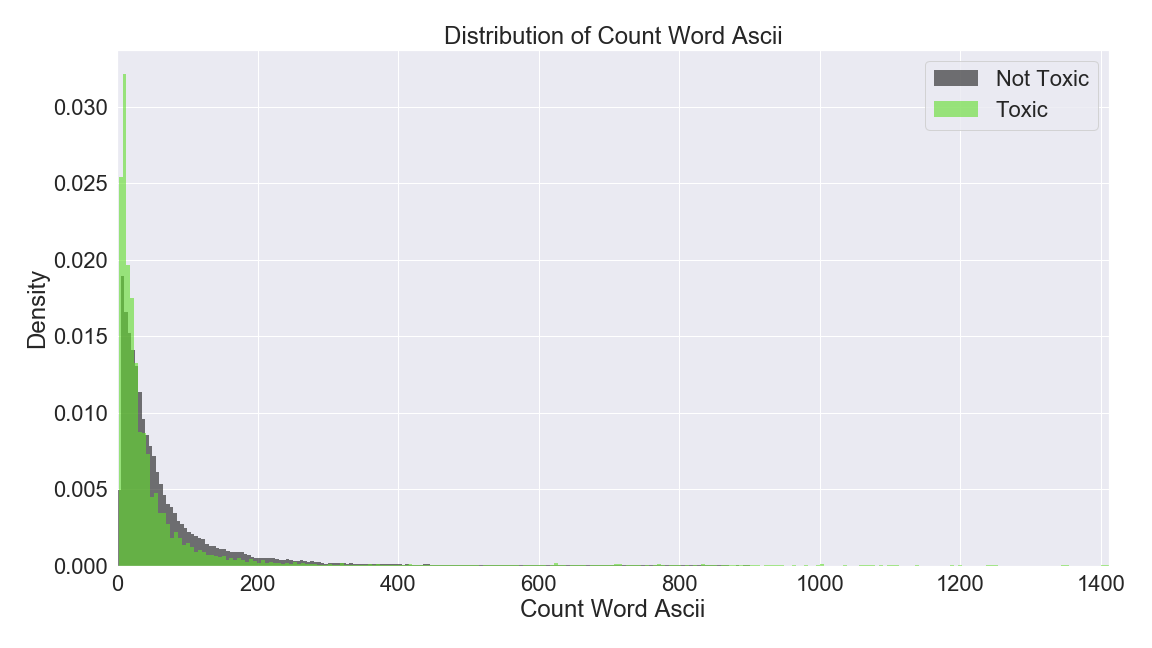 Distribution of Count Word Ascii
Not Toxic
Toxic
0.030
0.025
0.020
0.015
0.010
0.005
0.000
Density
0 200 400 600 800 1000 1200 1400
Count Word Ascii